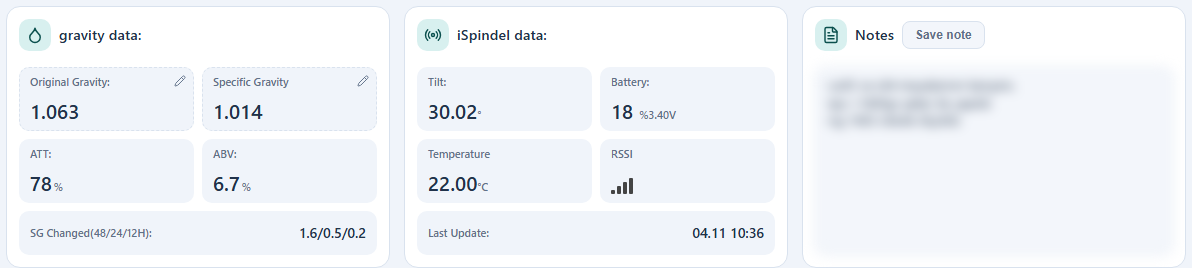 gravity data:
Original Gravity:
1.063
Specific Gravity
1.014
ATT:
78 %
ABV:
6.7 %
SG Changed(48/24/12H):
1.6/0.5/0.2
iSpindel data:
Tilt:
30.02°
Battery:
18 %3.40V
Temperature
22.00°C
RSSI
Last Update:
04.11 10:36
Notes
Save note